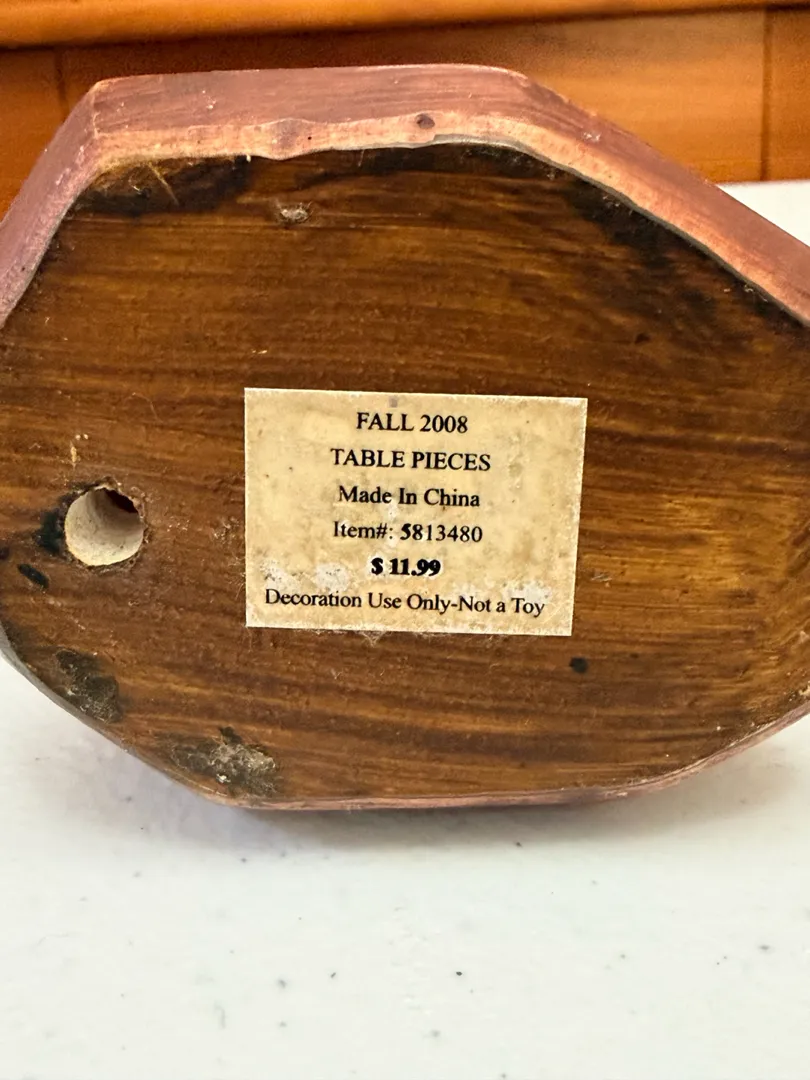 FALL 2008
TABLE PIECES
Made In China
Item#: 5813480
$ 11.99
Decoration Use Only-Not a Toy